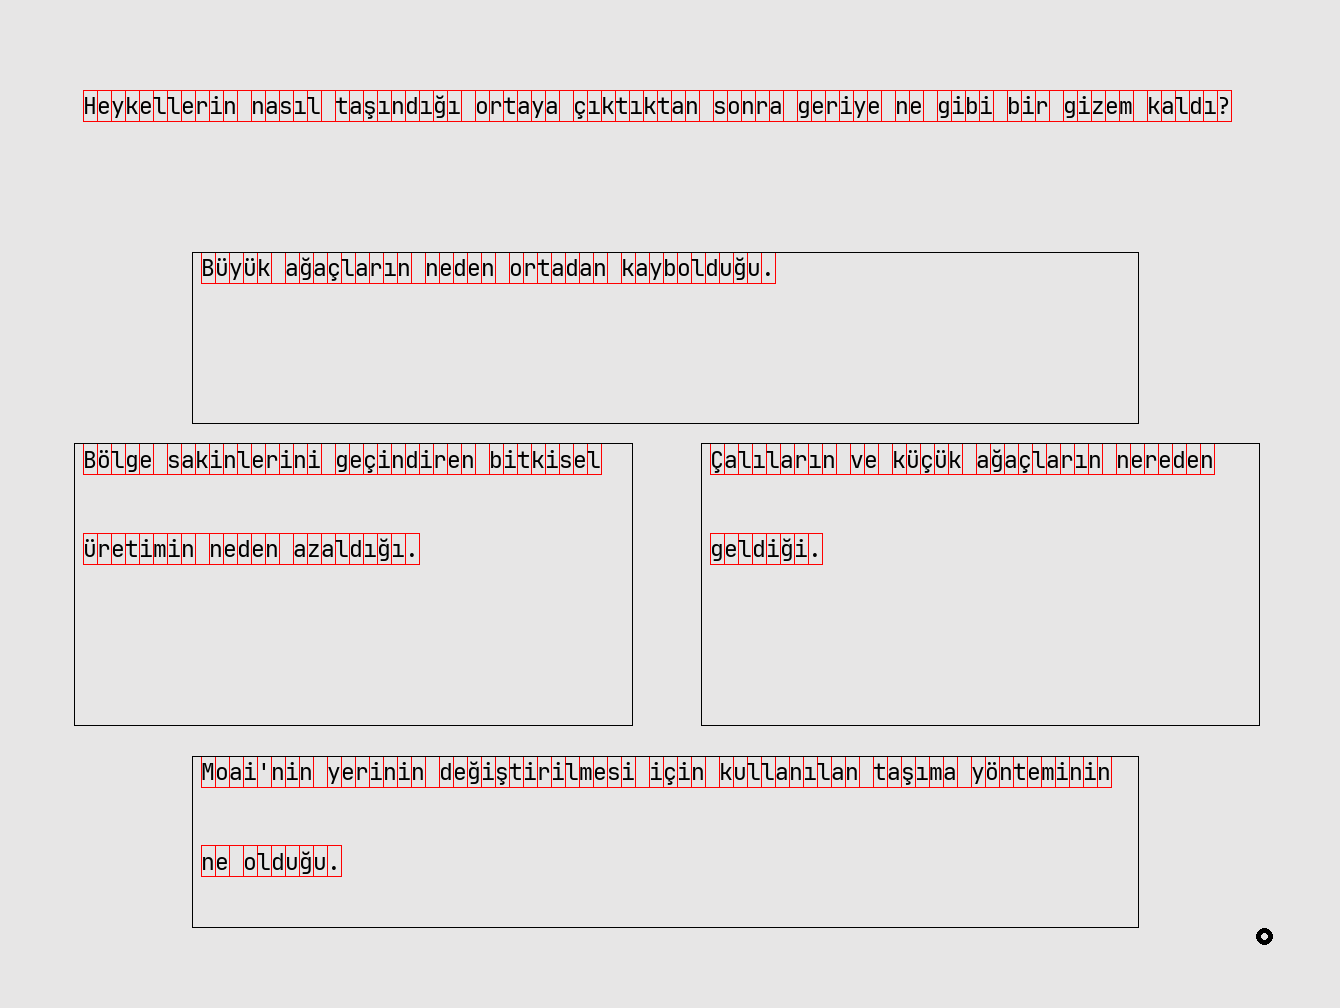 Heykellerin nasıl taşındığı ortaya çıktıktan sonra geriye ne gibi bir gizem kaldı?
Büyük ağaçların neden ortadan kaybolduğu.
Bölge sakinlerini geçindiren bitkisel
üretimin neden azaldığı.
Çalıların ve küçük ağaçların nereden
geldiği.
Moai'nin yerinin değiştirilmesi için kullanılan taşıma yönteminin
ne olduğu.